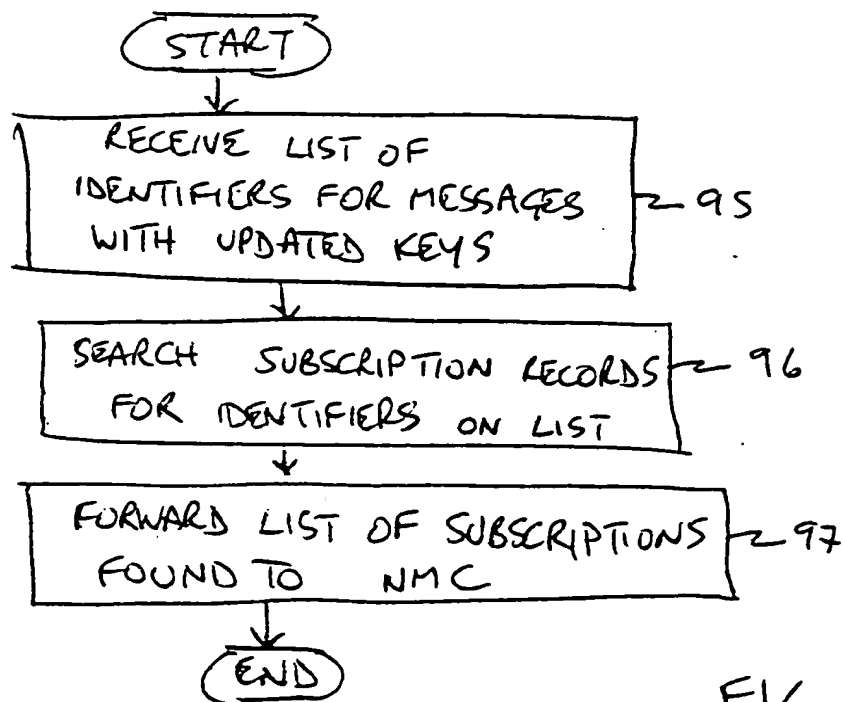 START
RECEIVE LIST OF
IDENTIFIERS FOR MESSAGES
WITH UPDATED KEYS
95
SEARCH SUBSCRIPTION RECORDS
FOR IDENTIFIERS ON LIST
96
FORWARD LIST OF SUBSCRIPTIONS
FOUND TO NMC
97
END